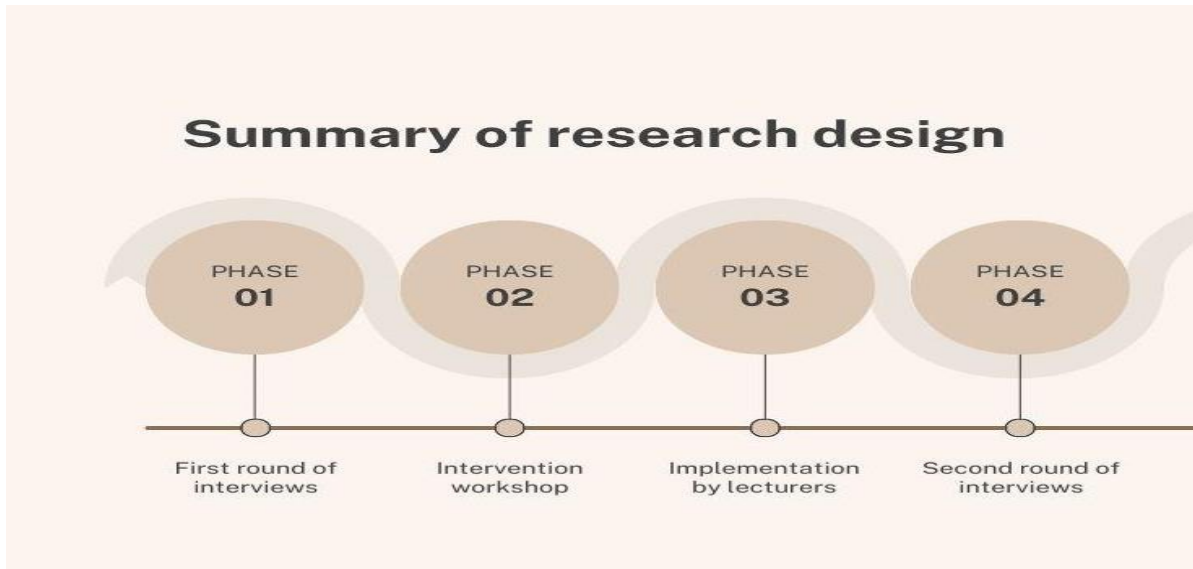 Summary of research design
PHASE
01
PHASE
02
PHASE
03
PHASE
04
First round of
interviews
Intervention
workshop
Implementation
by lecturers
Second round of
interviews